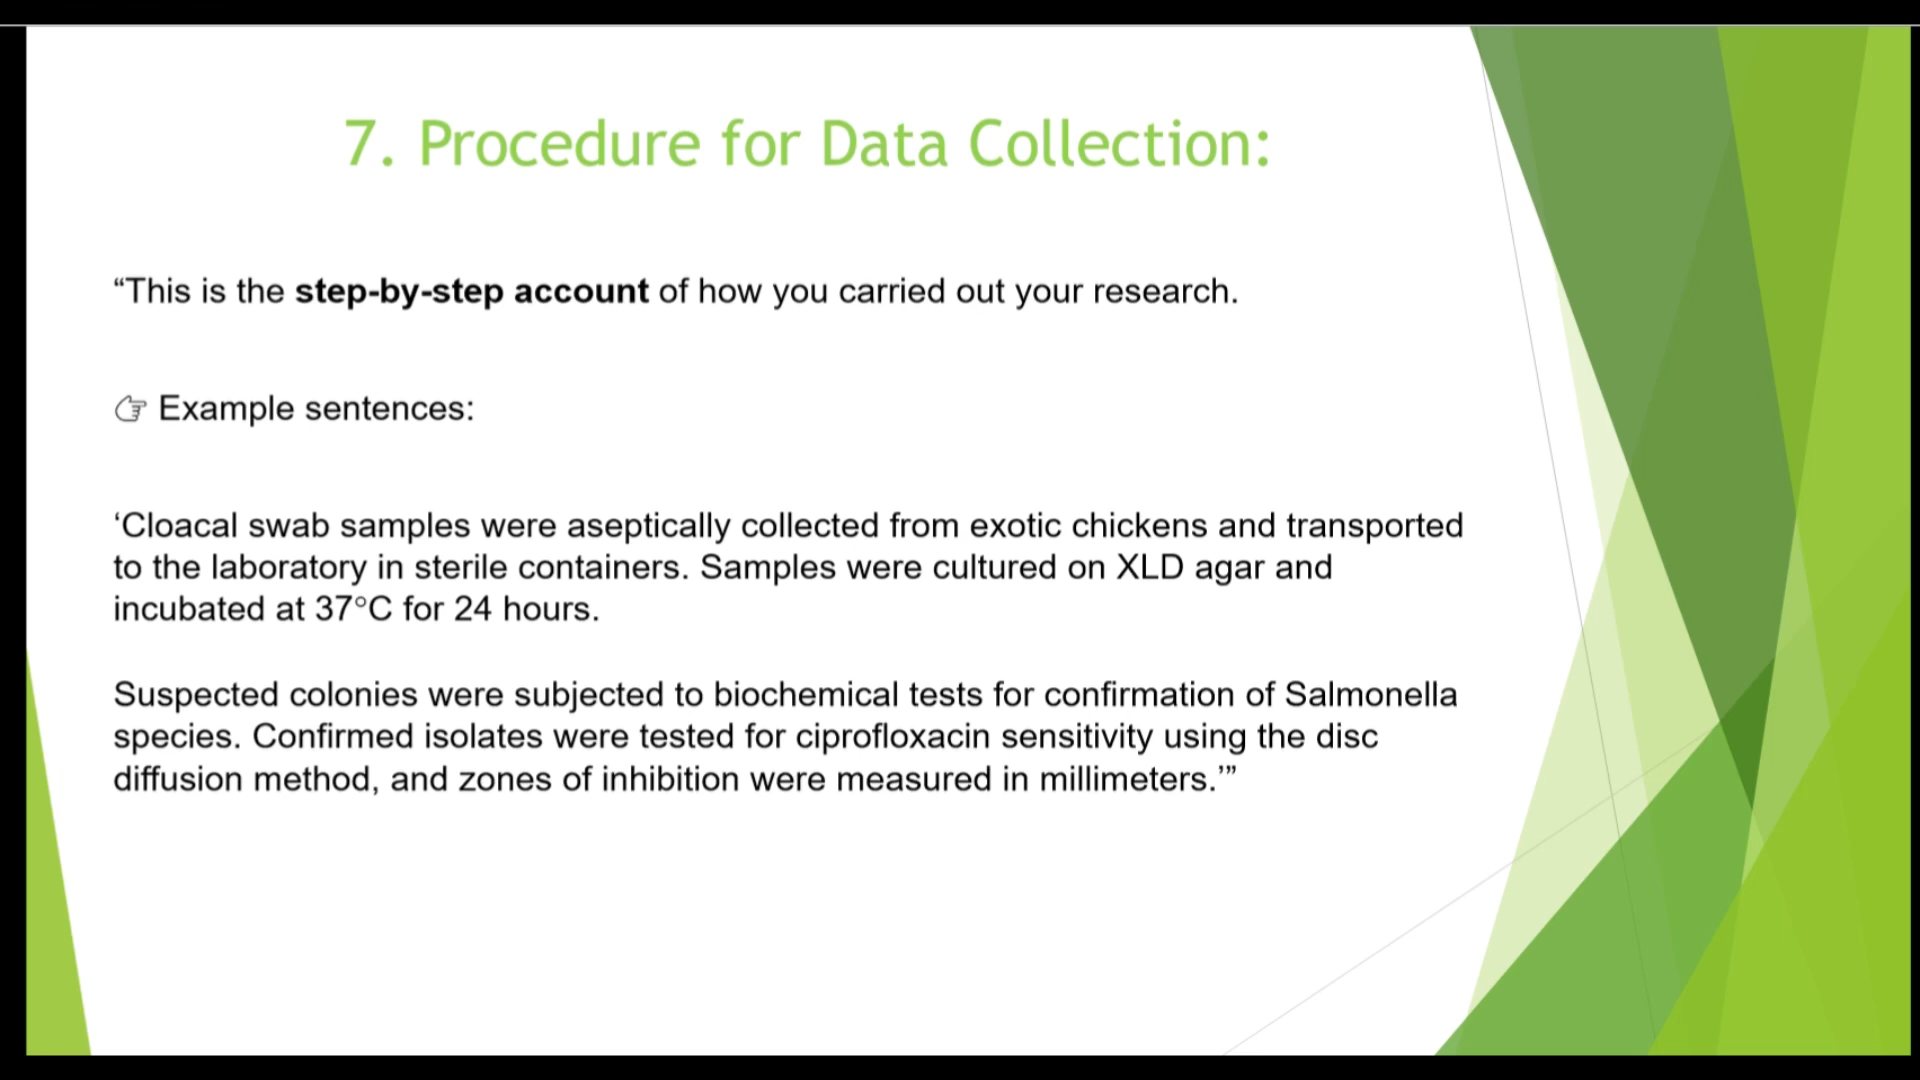 7. Procedure for Data Collection:
“This is the step-by-step account of how you carried out your research.
👉 Example sentences:
‘Cloacal swab samples were aseptically collected from exotic chickens and transported
to the laboratory in sterile containers. Samples were cultured on XLD agar and
incubated at 37°C for 24 hours.
Suspected colonies were subjected to biochemical tests for confirmation of Salmonella
species. Confirmed isolates were tested for ciprofloxacin sensitivity using the disc
diffusion method, and zones of inhibition were measured in millimeters.’”